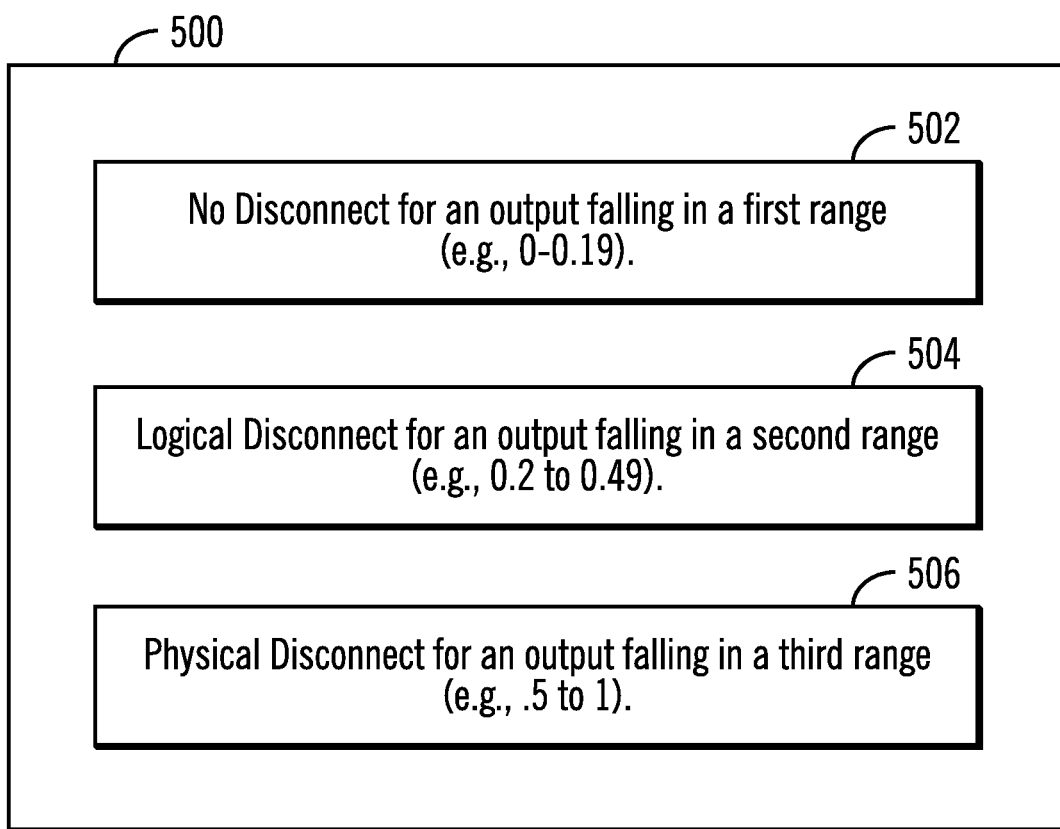 500
502
No Disconnect for an output falling in a first range
(e.g., 0-0.19).
504
Logical Disconnect for an output falling in a second range
(e.g., 0.2 to 0.49).
506
Physical Disconnect for an output falling in a third range
(e.g., .5 to 1).